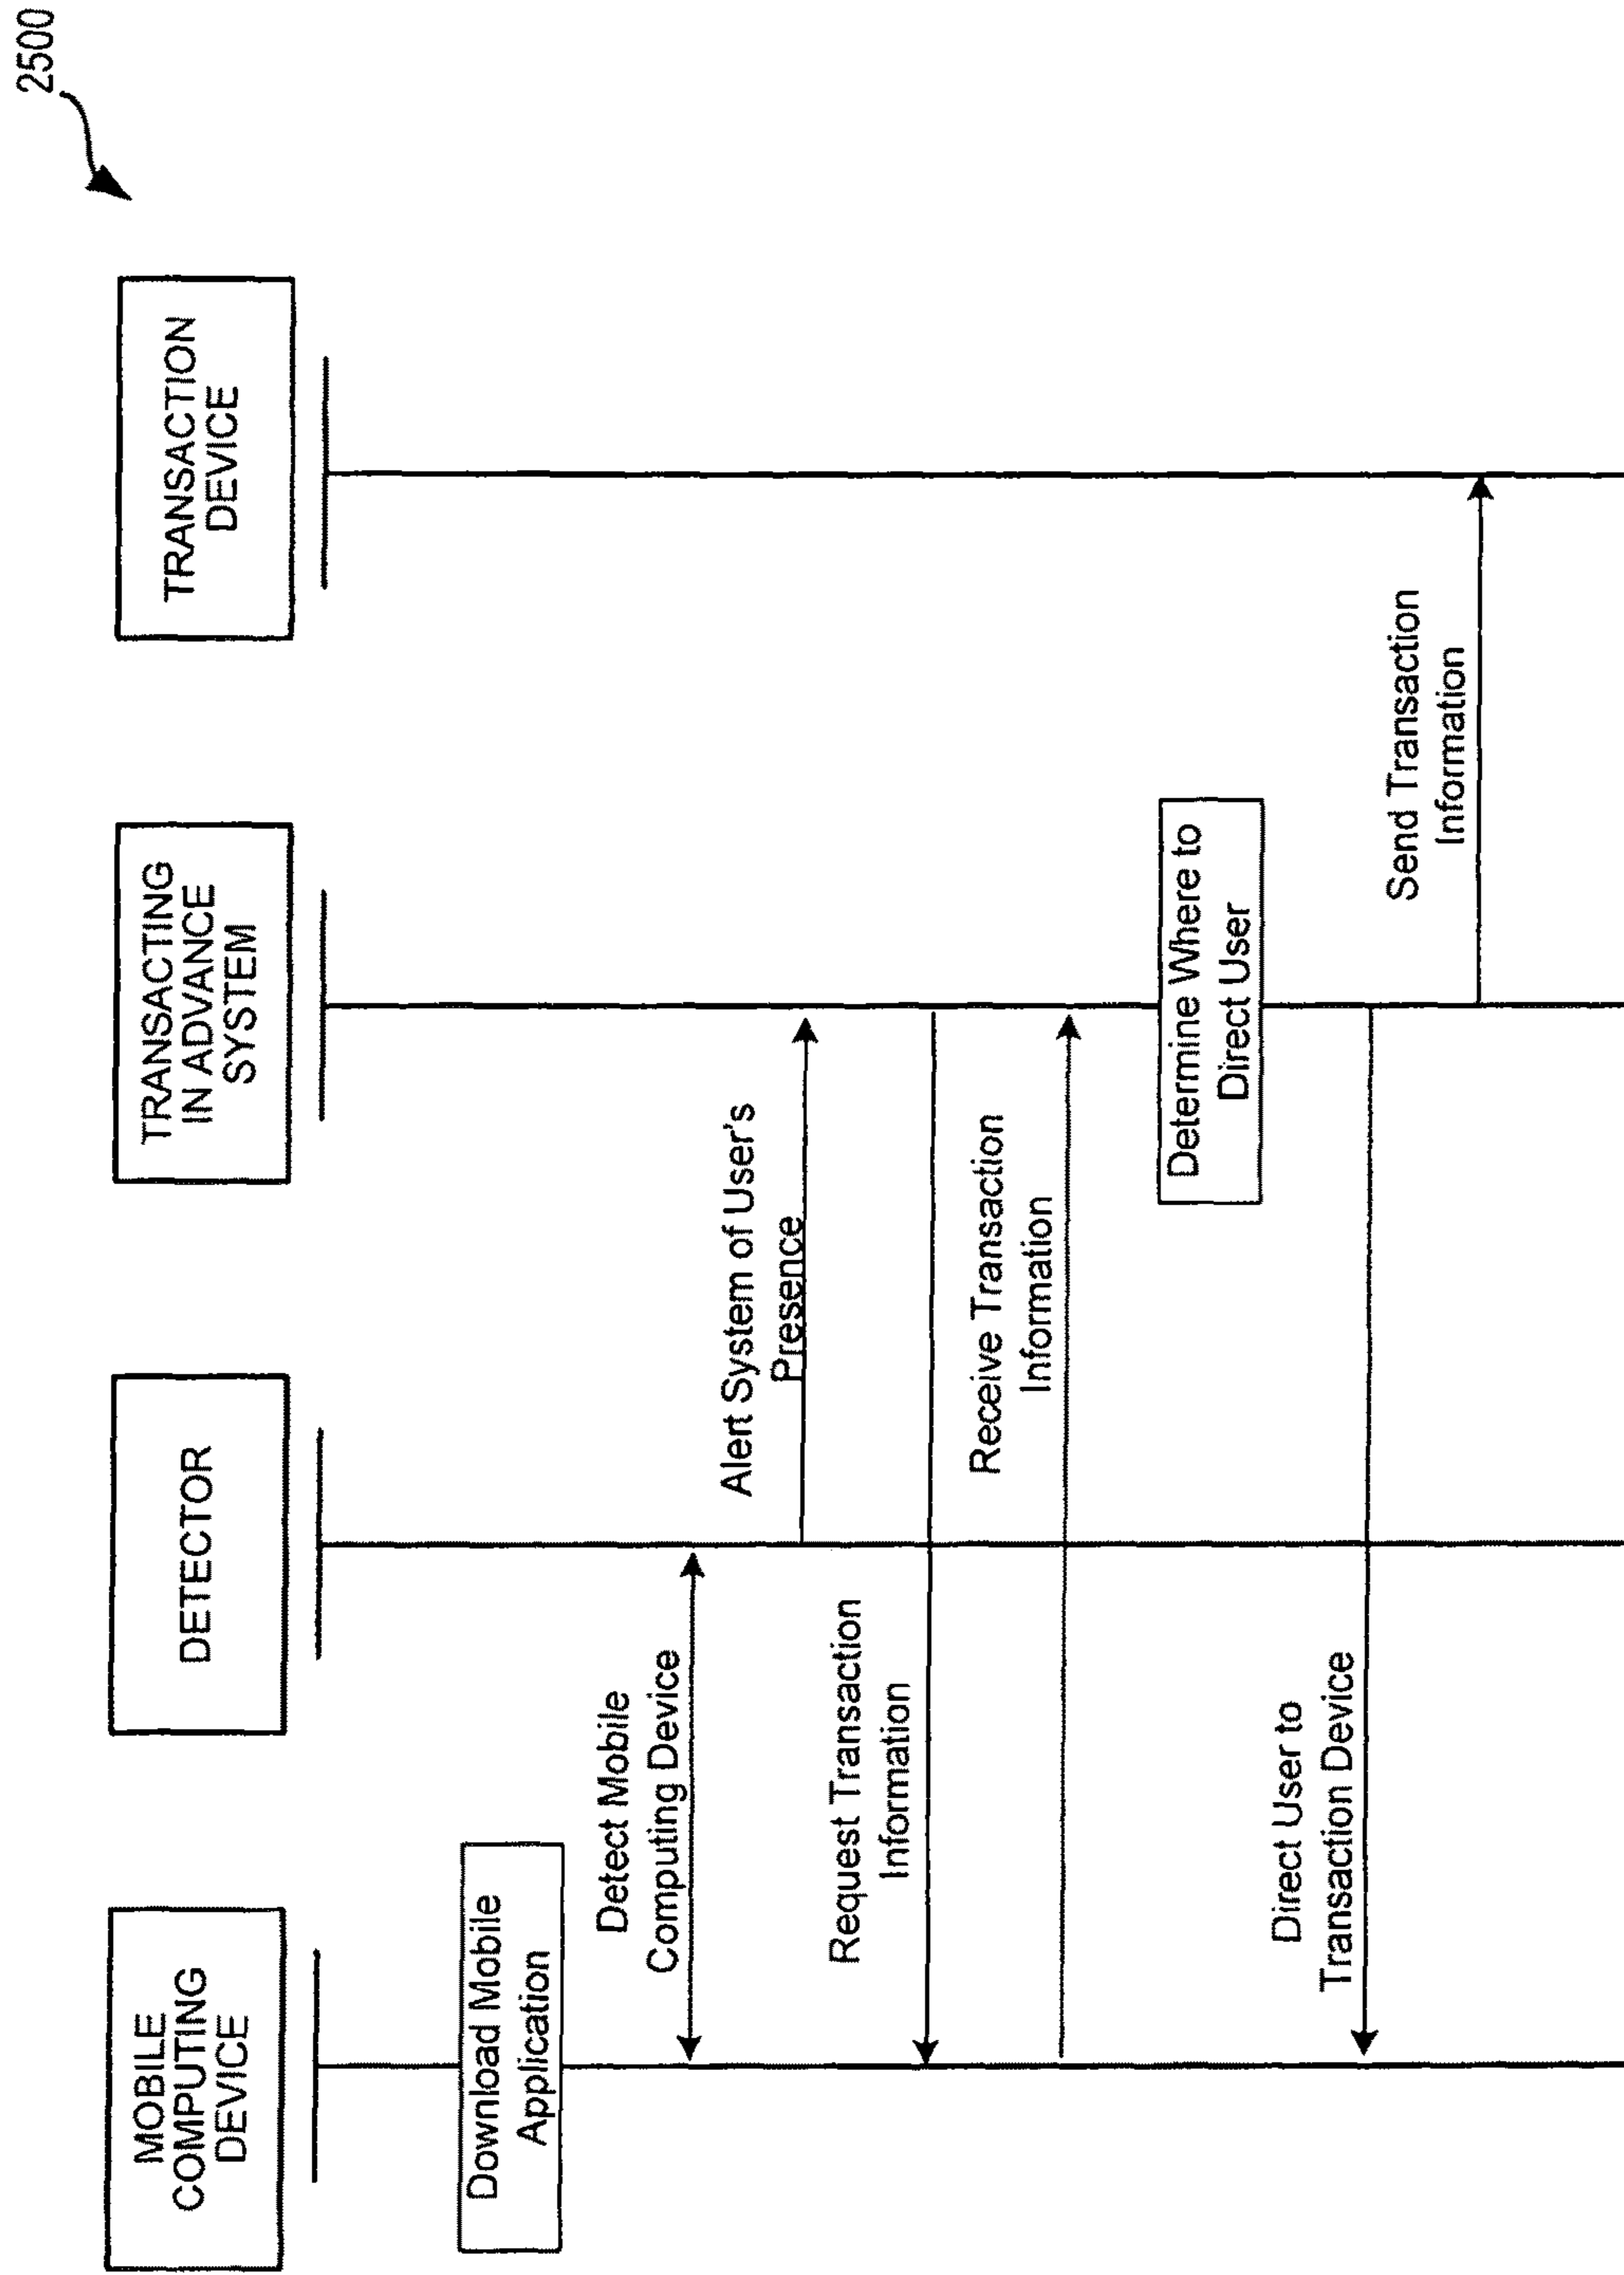 2500
MOBILE
COMPUTING
DEVICE
DETECTOR
TRANSACTING
IN ADVANCE
SYSTEM
TRANSACTION
DEVICE
Download Mobile
Application
Detect Mobile
Computing Device
Alert System of User's
Presence
Request Transaction
Information
Receive Transaction
Information
Determine Where to
Direct User
Direct User to
Transaction Device
Send Transaction
Information